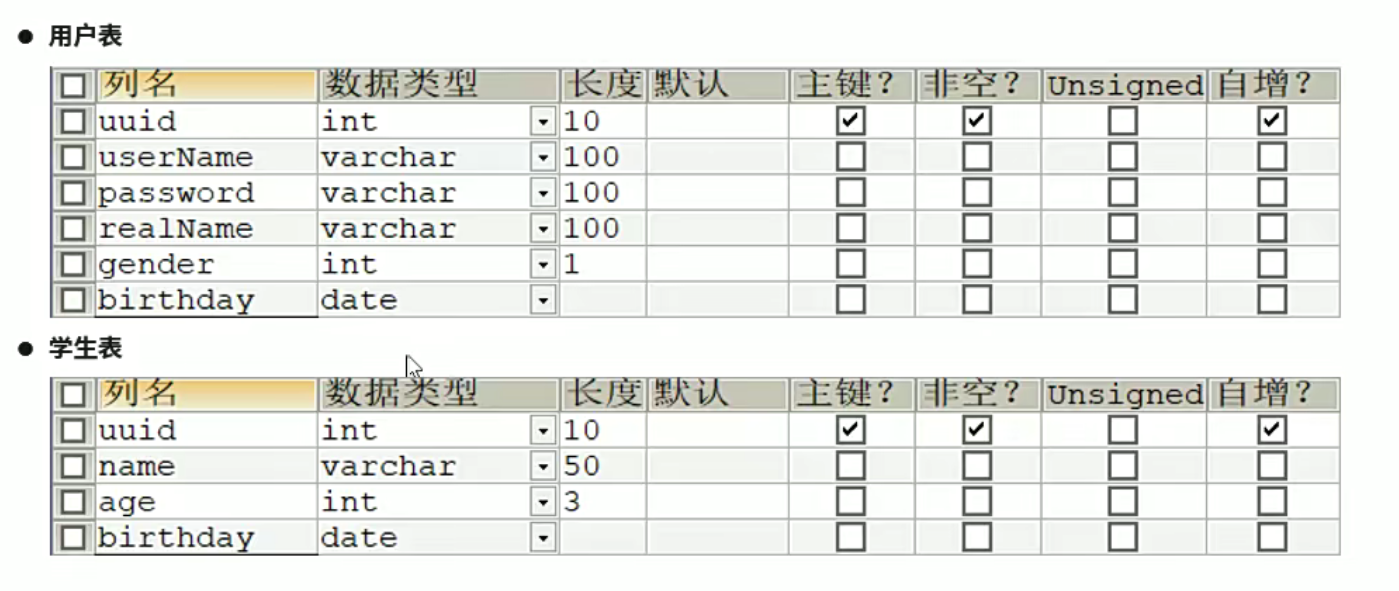 用户表
列名 数据类型 长度 默认 主键? 非空? Unsigned 自增?
uuid int 10
userName varchar 100
password varchar 100
realName varchar 100
gender int 1
birthday date
学生表
列名 数据类型 长度 默认 主键? 非空? Unsigned 自增?
uuid int 10
name varchar 50
age int 3
birthday date